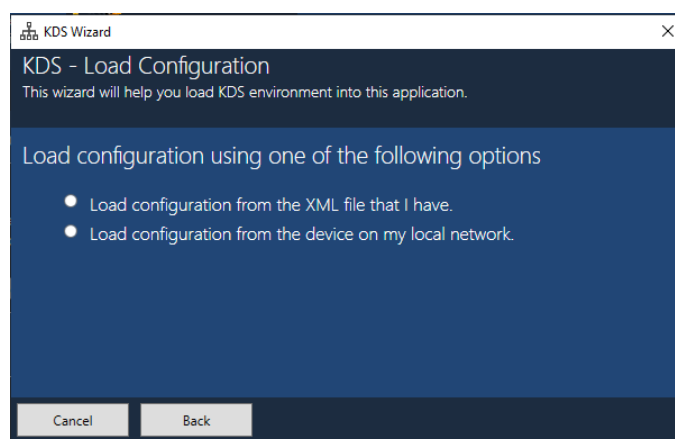 KDS Wizard
KDS - Load Configuration
This wizard will help you load KDS environment into this application.
Load configuration using one of the following options
Load configuration from the XML file that I have.
Load configuration from the device on my local network.
Cancel
Back